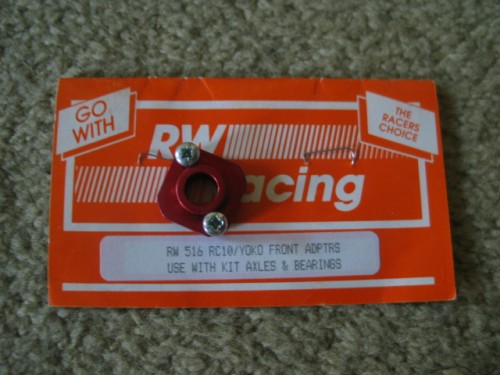 GO
WITH
THE
RACERS
CHOICE
RW
acing
RW 516 RC10/YOKO FRONT ADPTRS
USE WITH KIT AXLES & BEARINGS